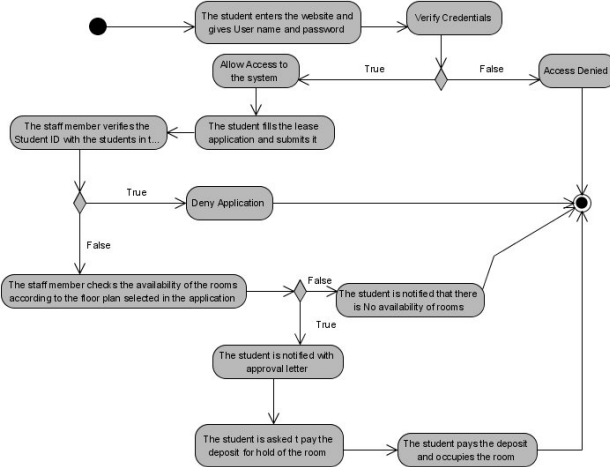 The student enters the website and
gives User name and password
Verify Credentials
Allow Access to
the system
True
False
Access Denied
The staff member verifies the
Student ID with the students in t...
The student fills the lease
application and submits it
True
Deny Application
False
The staff member checks the availability of the rooms
according to the floor plan selected in the application
False
The student is notified that there
is No availability of rooms
True
The student is notified with
approval letter
The student is asked t pay the
deposit for hold of the room
The student pays the deposit
and occupies the room